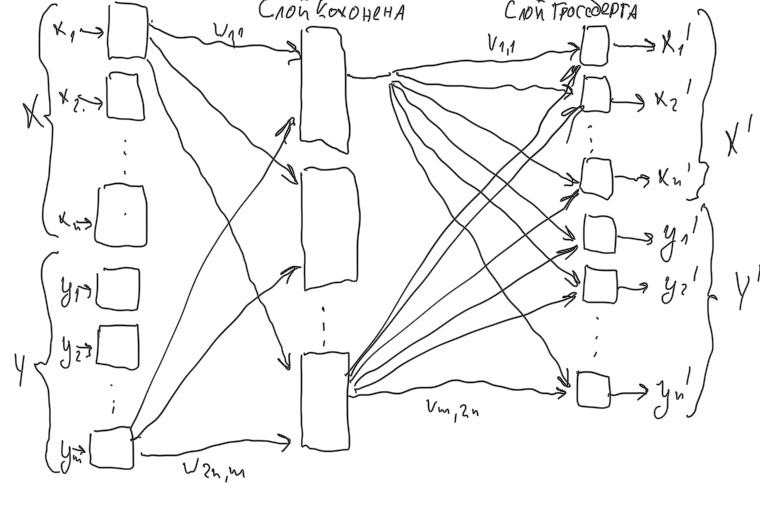 Слой Кохонена
Слой Гроссберга
x1
w1,1
v1,1
x1'
x2
x2'
X
X'
xn'
xn
y1'
y1
y2'
Y'
y2
Y
yn'
vm,2n
ym
w2n,m